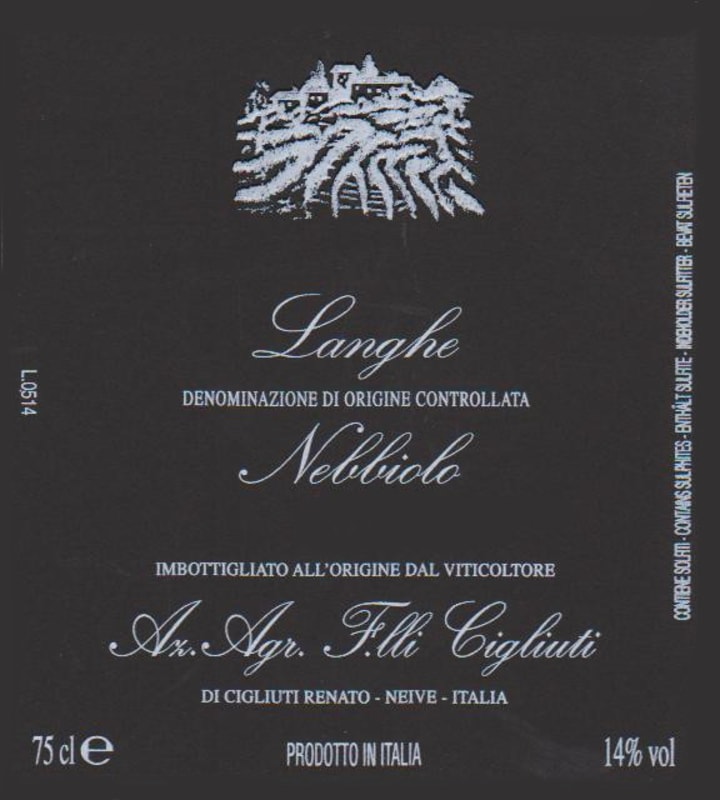 Langhe
DENOMINAZIONE DI ORIGINE CONTROLLATA
Nebbiolo
IMBOTTIGLIATO ALL'ORIGINE DAL VITICOLTORE
Az. Agr. F.lli Cigliuti
DI CIGLIUTI RENATO - NEIVE - ITALIA
75 cl e
PRODOTTO IN ITALIA
14% vol
L.0514
CONTIENE SOLFITI - CONTAINS SULPHITES - ENTHÄLT SULFITE - INDEHOLDER SULFITTER - BEVAT SULFIETEN